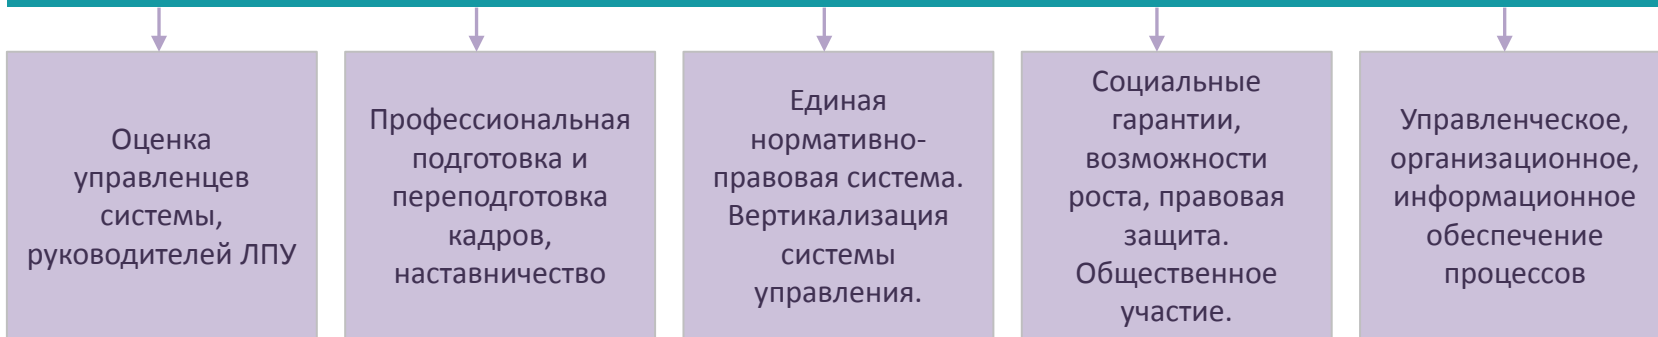 Оценка
управленцев
системы,
руководителей ЛПУ
Профессиональная
подготовка и
переподготовка
кадров,
наставничество
Единая
нормативно-
правовая система.
Вертикализация
системы
управления.
Социальные
гарантии,
возможности
роста, правовая
защита.
Общественное
участие.
Управленческое,
организационное,
информационное
обеспечение
процессов